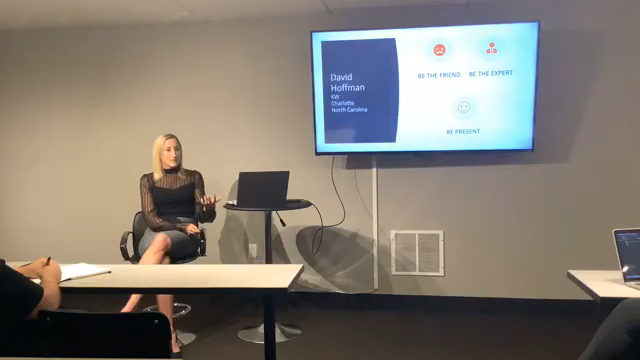 David
Hoffman
KW
Charlotte
North Carolina
BE THE FRIEND
BE THE EXPERT
BE PRESENT